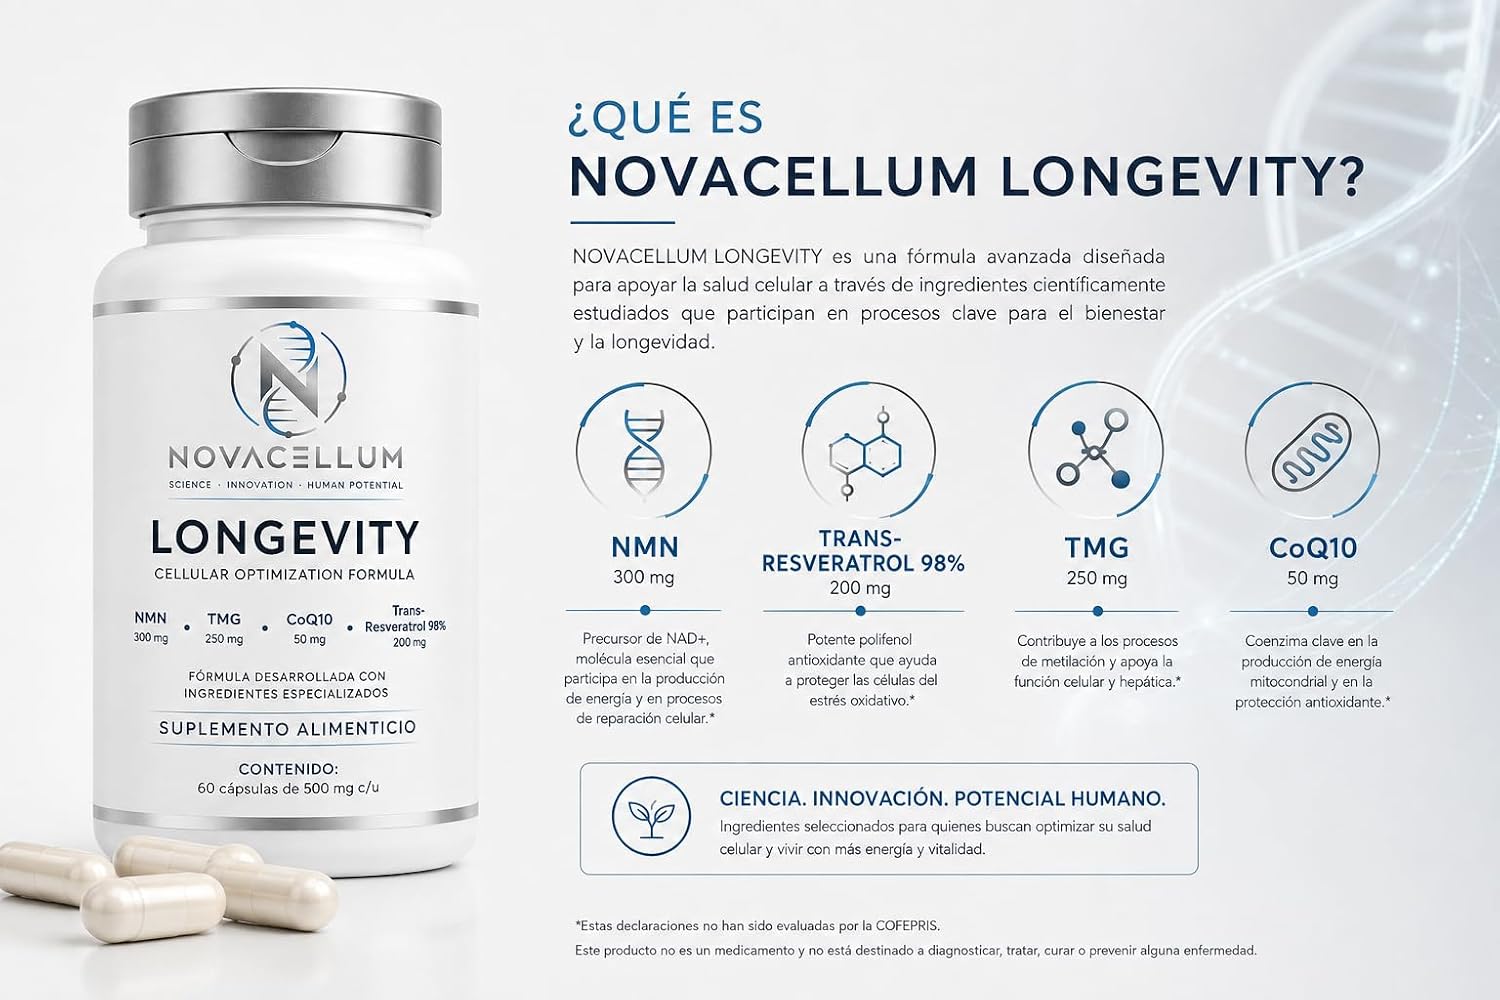 NOVACELLUM
SCIENCE · INNOVATION · HUMAN POTENTIAL
LONGEVITY
CELLULAR OPTIMIZATION FORMULA
NMN
300 mg
•
TMG
250 mg
•
CoQ10
50 mg
•
Trans-
Resveratrol 98%
200 mg
FÓRMULA DESARROLLADA CON
INGREDIENTES ESPECIALIZADOS
SUPLEMENTO ALIMENTICIO
CONTENIDO:
60 cápsulas de 500 mg c/u
¿QUÉ ES
NOVACELLUM LONGEVITY?
NOVACELLUM LONGEVITY es una fórmula avanzada diseñada
para apoyar la salud celular a través de ingredientes científicamente
estudiados que participan en procesos clave para el bienestar
y la longevidad.
NMN
300 mg
Precursor de NAD+,
molécula esencial que
participa en la producción
de energía y en procesos
de reparación celular.*
TRANS-
RESVERATROL 98%
200 mg
Potente polifenol
antioxidante que ayuda
a proteger las células del
estrés oxidativo.*
TMG
250 mg
Contribuye a los procesos
de metilación y apoya la
función celular y hepática.*
CoQ10
50 mg
Coenzima clave en la
producción de energía
mitocondrial y en la
protección antioxidante.*
CIENCIA. INNOVACIÓN. POTENCIAL HUMANO.
Ingredientes seleccionados para quienes buscan optimizar su salud
celular y vivir con más energía y vitalidad.
*Estas declaraciones no han sido evaluadas por la COFEPRIS.
Este producto no es un medicamento y no está destinado a diagnosticar, tratar, curar o prevenir alguna enfermedad.